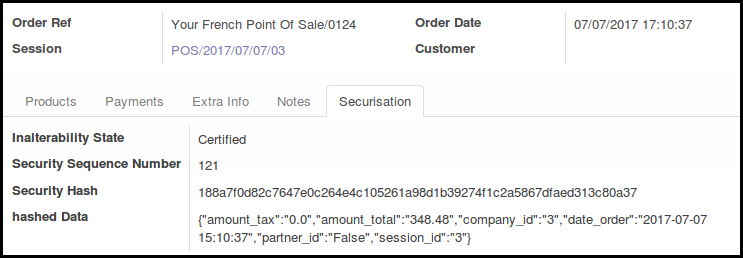 Order Ref Your French Point Of Sale/0124 Order Date 07/07/2017 17:10:37
Session POS/2017/07/07/03 Customer
Products Payments Extra Info Notes Securisation
Inalterability State Certified
Security Sequence Number 121
Security Hash 188a7f0d82c7647e0c264e4c105261a98d1b39274f1c2a5867dfaed313c80a37
hashed Data {"amount_tax":"0.0","amount_total":"348.48","company_id":"3","date_order":"2017-07-07
15:10:37","partner_id":"False","session_id":"3"}